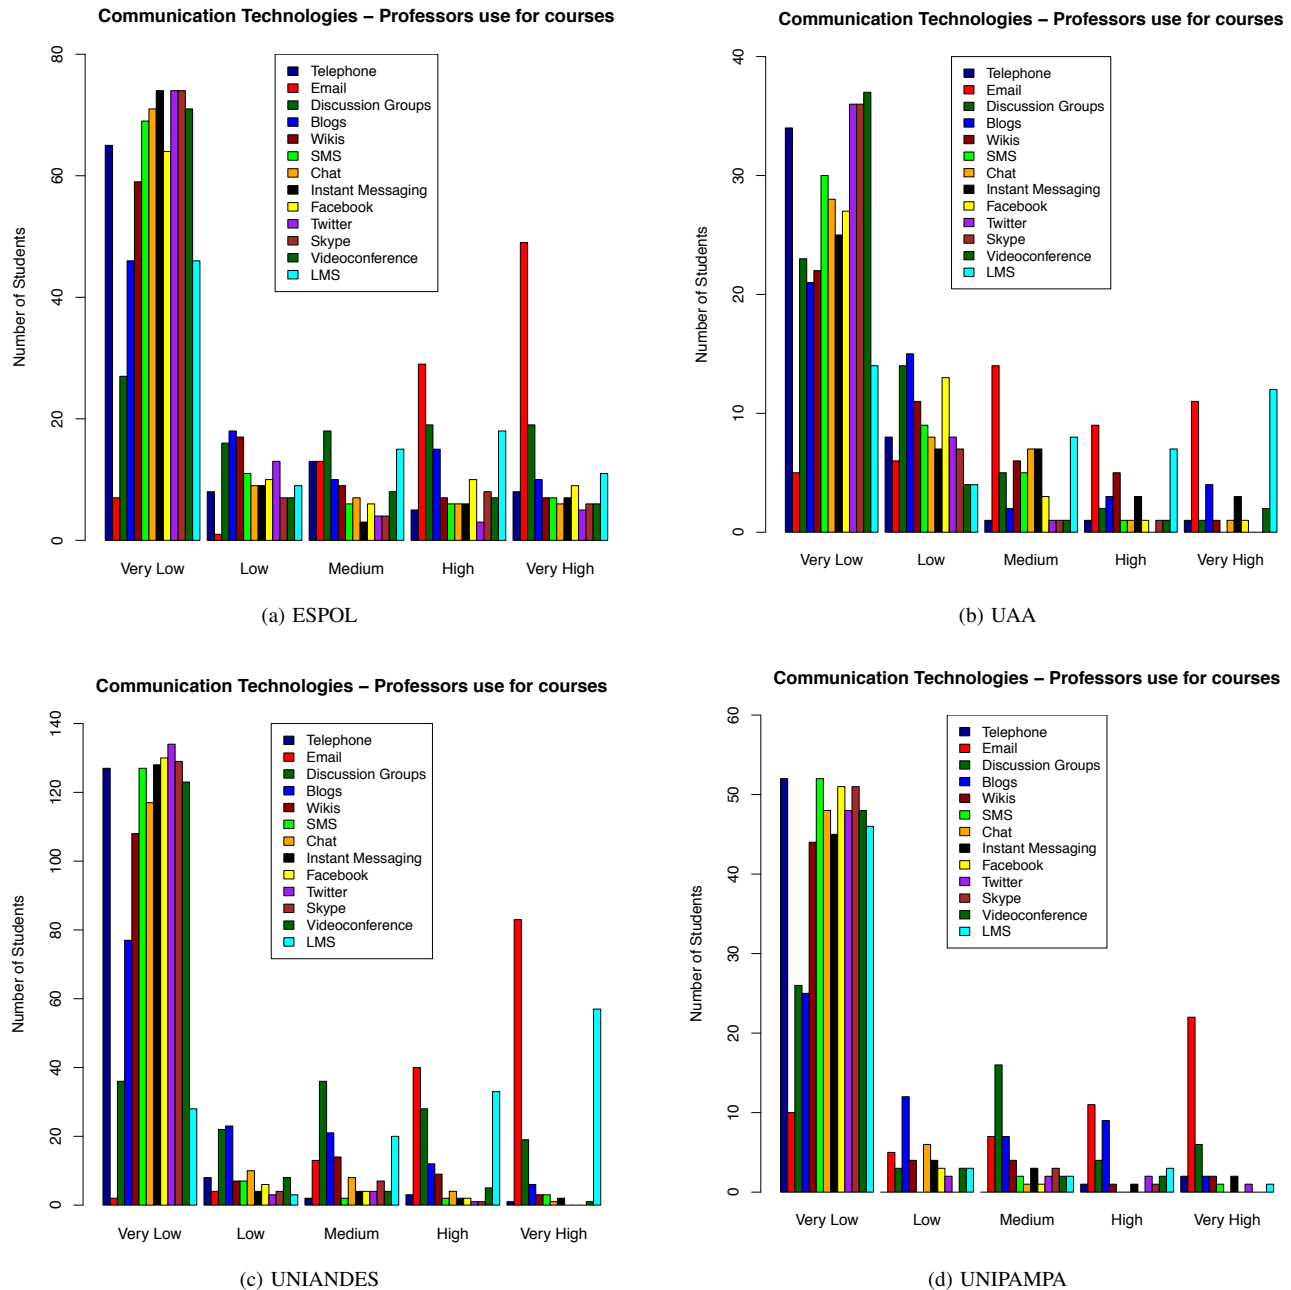 Communication Technologies – Professors use for courses
Number of Students
0
20
40
60
80
Telephone
Email
Discussion Groups
Blogs
Wikis
SMS
Chat
Instant Messaging
Facebook
Twitter
Skype
Videoconference
LMS
Very Low Low Medium High Very High
(a) ESPOL
Communication Technologies – Professors use for courses
Number of Students
0
10
20
30
40
Telephone
Email
Discussion Groups
Blogs
Wikis
SMS
Chat
Instant Messaging
Facebook
Twitter
Skype
Videoconference
LMS
Very Low Low Medium High Very High
(b) UAA
Communication Technologies – Professors use for courses
Number of Students
0
20
40
60
80
100
120
140
Telephone
Email
Discussion Groups
Blogs
Wikis
SMS
Chat
Instant Messaging
Facebook
Twitter
Skype
Videoconference
LMS
Very Low Low Medium High Very High
(c) UNIANDES
Communication Technologies – Professors use for courses
Number of Students
0
10
20
30
40
50
60
Telephone
Email
Discussion Groups
Blogs
Wikis
SMS
Chat
Instant Messaging
Facebook
Twitter
Skype
Videoconference
LMS
Very Low Low Medium High Very High
(d) UNIPAMPA